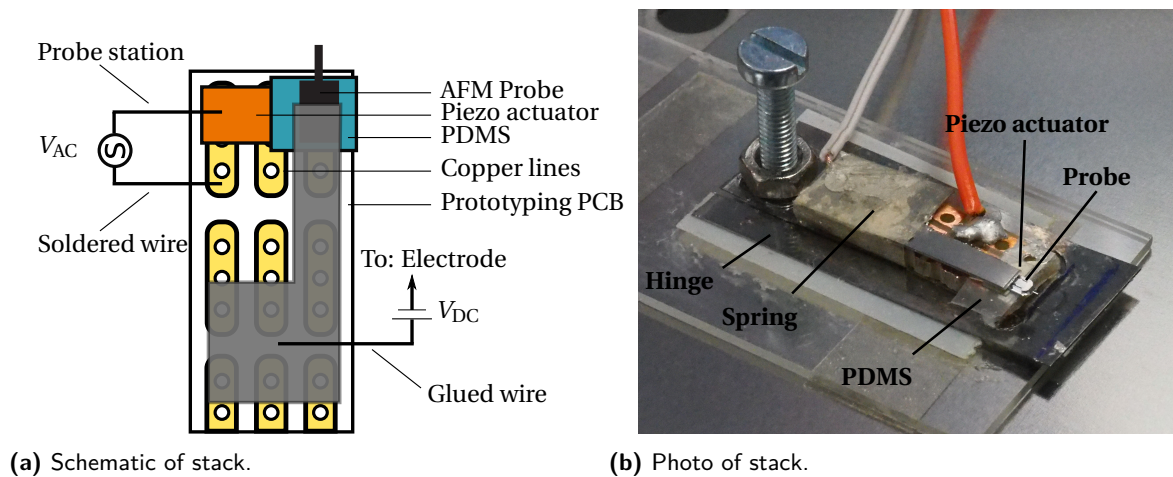 Probe station
V_AC
S
Soldered wire
AFM Probe
Piezo actuator
PDMS
Copper lines
Prototyping PCB
To: Electrode
V_DC
Glued wire
(a) Schematic of stack.
Piezo actuator
Probe
Hinge
Spring
PDMS
(b) Photo of stack.